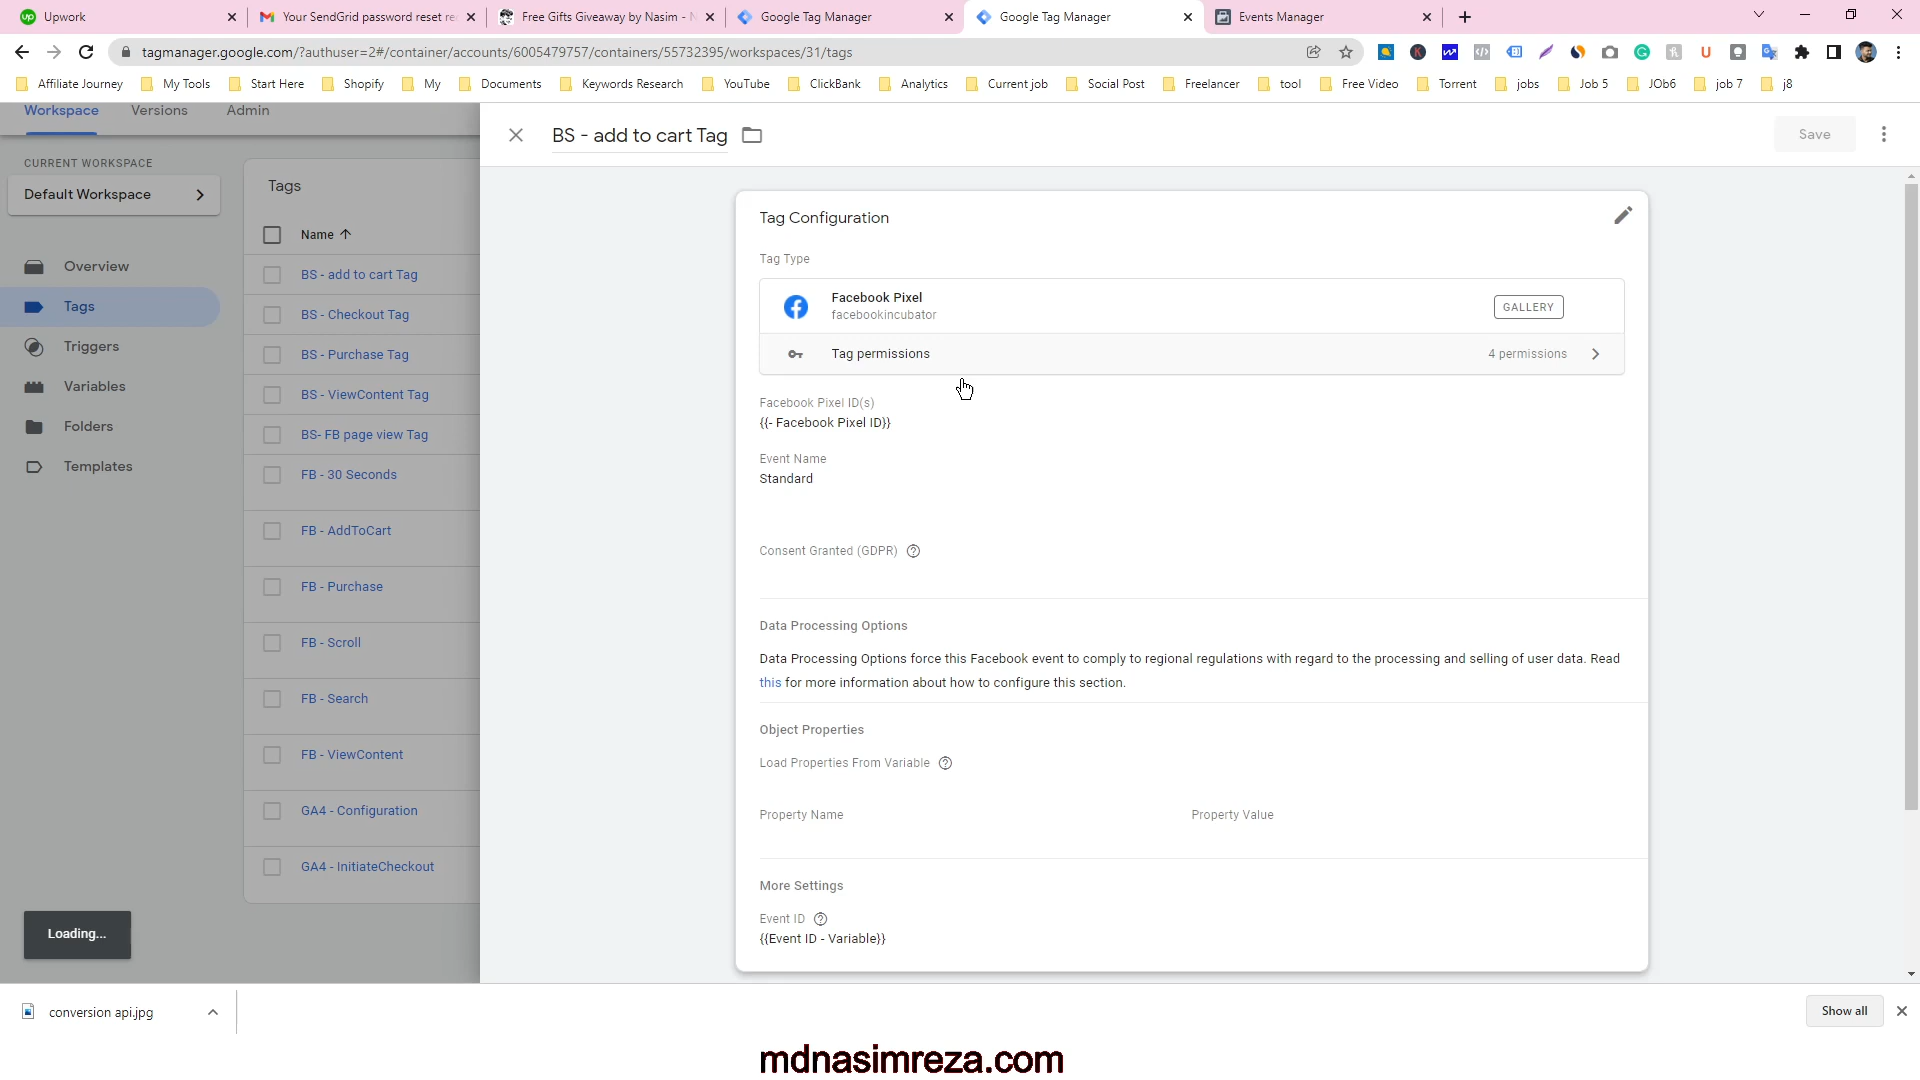 Upwork
Your SendGrid password reset re
Free Gifts Giveaway by Nasim - N
Google Tag Manager
Google Tag Manager
Events Manager
tagmanager.google.com/?authuser=2#/container/accounts/6005479757/containers/55732395/workspaces/31/tags
Affiliate Journey
My Tools
Start Here
Shopify
My
Documents
Keywords Research
YouTube
ClickBank
Analytics
Current job
Social Post
Freelancer
tool
Free Video
Torrent
jobs
Job 5
JOb6
job 7
j8
Workspace
Versions
Admin
BS - add to cart Tag
Save
CURRENT WORKSPACE
Default Workspace
Overview
Tags
Triggers
Variables
Folders
Templates
Tags
Name
BS - add to cart Tag
BS - Checkout Tag
BS - Purchase Tag
BS - ViewContent Tag
BS- FB page view Tag
FB - 30 Seconds
FB - AddToCart
FB - Purchase
FB - Scroll
FB - Search
FB - ViewContent
GA4 - Configuration
GA4 - InitiateCheckout
Loading...
Tag Configuration
Tag Type
Facebook Pixel
facebookincubator
GALLERY
Tag permissions
4 permissions
Facebook Pixel ID(s)
{{- Facebook Pixel ID}}
Event Name
Standard
Consent Granted (GDPR)
Data Processing Options
Data Processing Options force this Facebook event to comply to regional regulations with regard to the processing and selling of user data. Read
this for more information about how to configure this section.
Object Properties
Load Properties From Variable
Property Name
Property Value
More Settings
Event ID
{{Event ID - Variable}}
conversion api.jpg
Show all
mdnasimreza.com